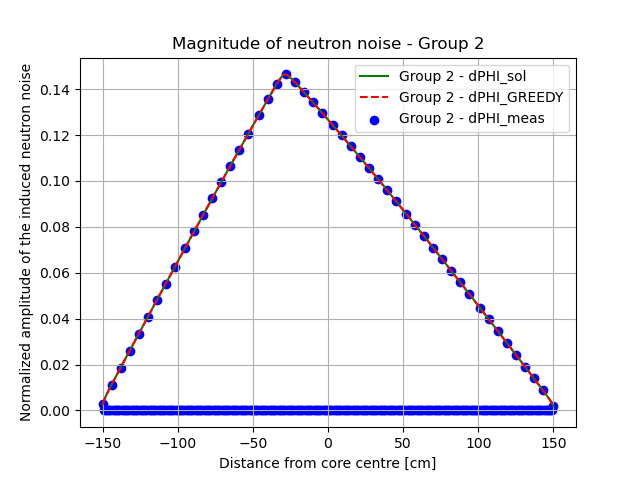 Magnitude of neutron noise - Group 2
Group 2 - dPHI_sol
Group 2 - dPHI_GREEDY
Group 2 - dPHI_meas
Normalized amplitude of the induced neutron noise
0.14
0.12
0.10
0.08
0.06
0.04
0.02
0.00
−150 −100 −50 0 50 100 150
Distance from core centre [cm]